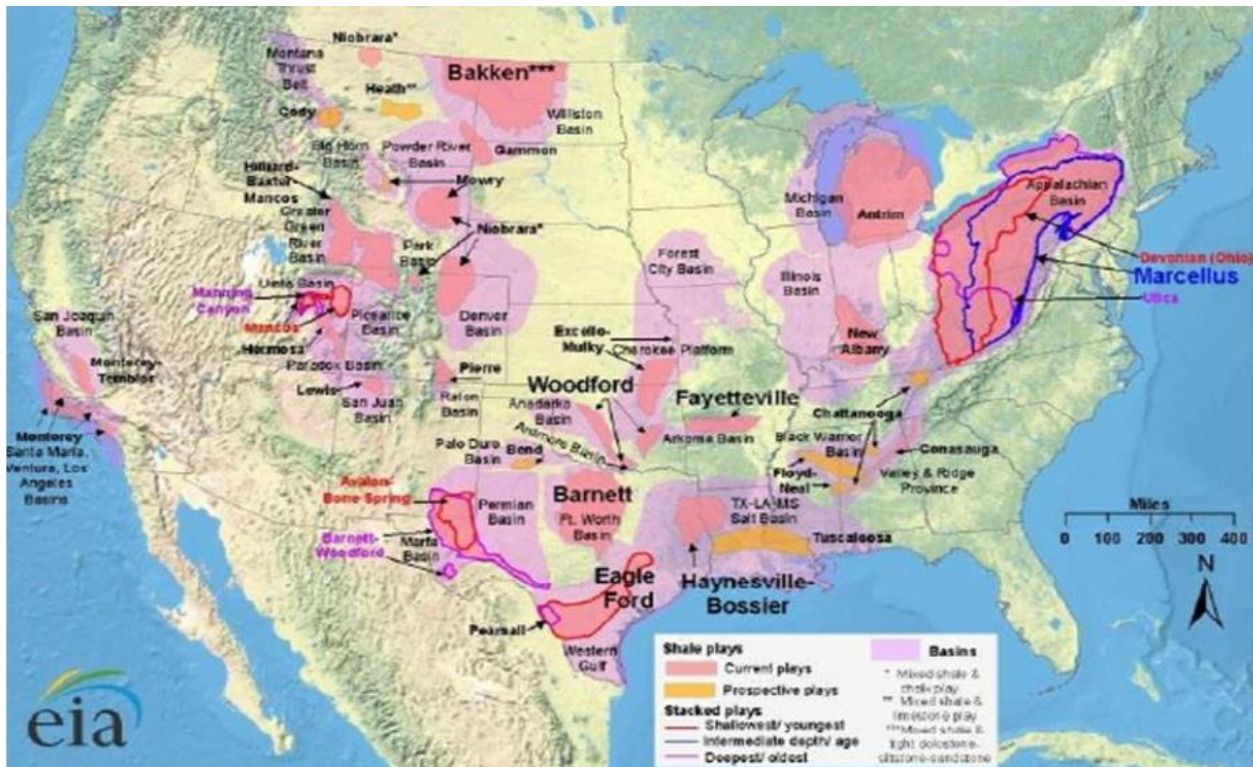 Niobrara*
Montana
Thrust
Belt
Bakken***
Heath**
Cody
Williston
Basin
Big Horn
Basin
Powder River
Basin
Gammon
Hilliard-
Baxter-
Mancos
Mowry
Greater
Green
River
Basin
Niobrara*
Park
Basin
Michigan
Basin
Antrim
Appalachian
Basin
Devonian (Ohio)
Marcellus
Utica
Forest
City Basin
Illinois
Basin
Uinta Basin
Manning
Canyon
Mancos
Piceance
Basin
Denver
Basin
Hermosa
San Joaquin
Basin
Monterey-
Temblor
Paradox Basin
Lewis
San Juan
Basin
Pierre
Raton
Basin
Excello-
Mulky
Cherokee Platform
New
Albany
Woodford
Anadarko
Basin
Fayetteville
Arkoma Basin
Ardmore Basin
Chattanooga
Black Warrior
Basin
Conasauga
Floyd-
Neal
Valley & Ridge
Province
Monterey
Santa Maria,
Ventura, Los
Angeles
Basins
Palo Duro
Basin
Bend
Avalon-
Bone Spring
Permian
Basin
Barnett
Ft. Worth
Basin
TX-LA-MS
Salt Basin
Tuscaloosa
Barnett-
Woodford
Marfa
Basin
Eagle
Ford
Haynesville-
Bossier
Pearsall
Western
Gulf
Miles
0 100 200 300 400
N
Shale plays
Current plays
Prospective plays
Stacked plays
Shallowest/ youngest
Intermediate depth/ age
Deepest/ oldest
Basins
* Mixed shale &
chalk play
** Mixed shale &
limestone play
***Mixed shale &
tight dolostone-
siltstone-sandstone
eia